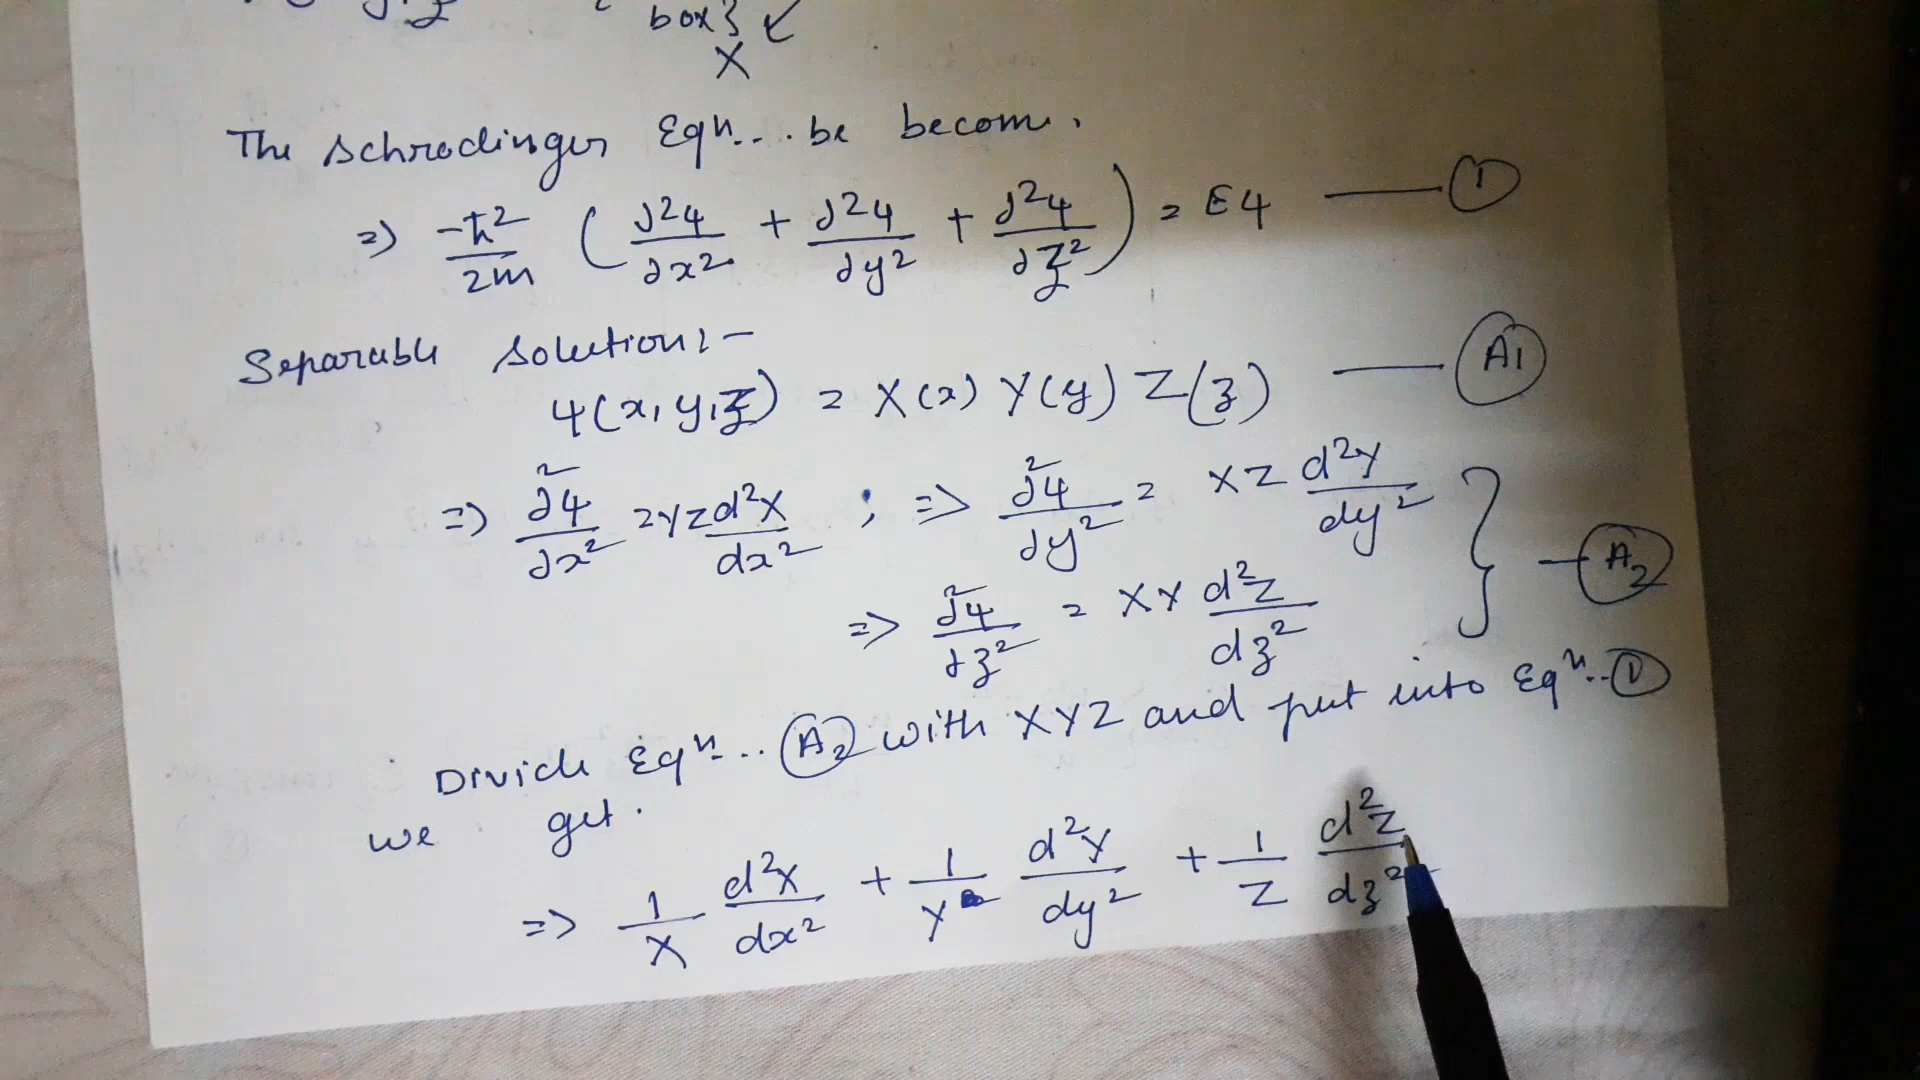 box} ✓
X
The schrodinger Eqn... be becom.
=> -ħ²/2m (∂²ψ/∂x² + ∂²ψ/∂y² + ∂²ψ/∂z²) = Eψ —— ①
Separable solution:-
ψ(x, y, z) = X(x) Y(y) Z(z) —— (A1)
=> ∂²ψ/∂x² = YZ d²X/dx² ; => ∂²ψ/∂y² = XZ d²Y/dy²
=> ∂²ψ/∂z² = XY d²Z/dz² } — (A2)
Divide Eqn... (A2) with XYZ and put into Eqn.. ①
we get.
=> 1/X d²X/dx² + 1/Y d²Y/dy² + 1/Z d²Z/dz²